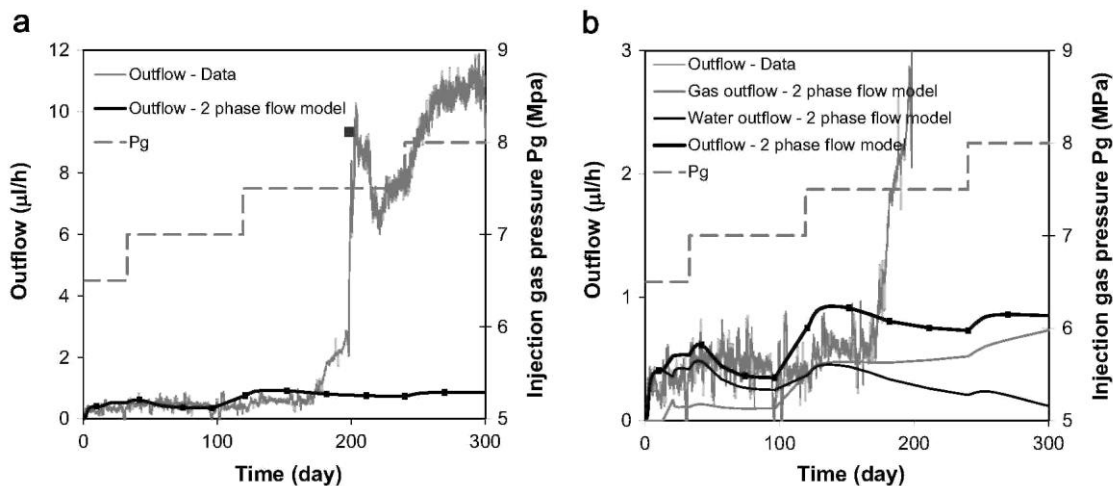 a
12
10
8
6
4
2
0
Outflow (µl/h)
Outflow - Data
Outflow - 2 phase flow model
Pg
9
8
7
6
5
Injection gas pressure Pg (Mpa)
0
100
200
300
Time (day)
b
3
2
1
0
Outflow (µl/h)
Outflow - Data
Gas outflow - 2 phase flow model
Water outflow - 2 phase flow model
Outflow - 2 phase flow model
Pg
9
8
7
6
5
Injection gas pressure Pg (MPa)
0
100
200
300
Time (day)